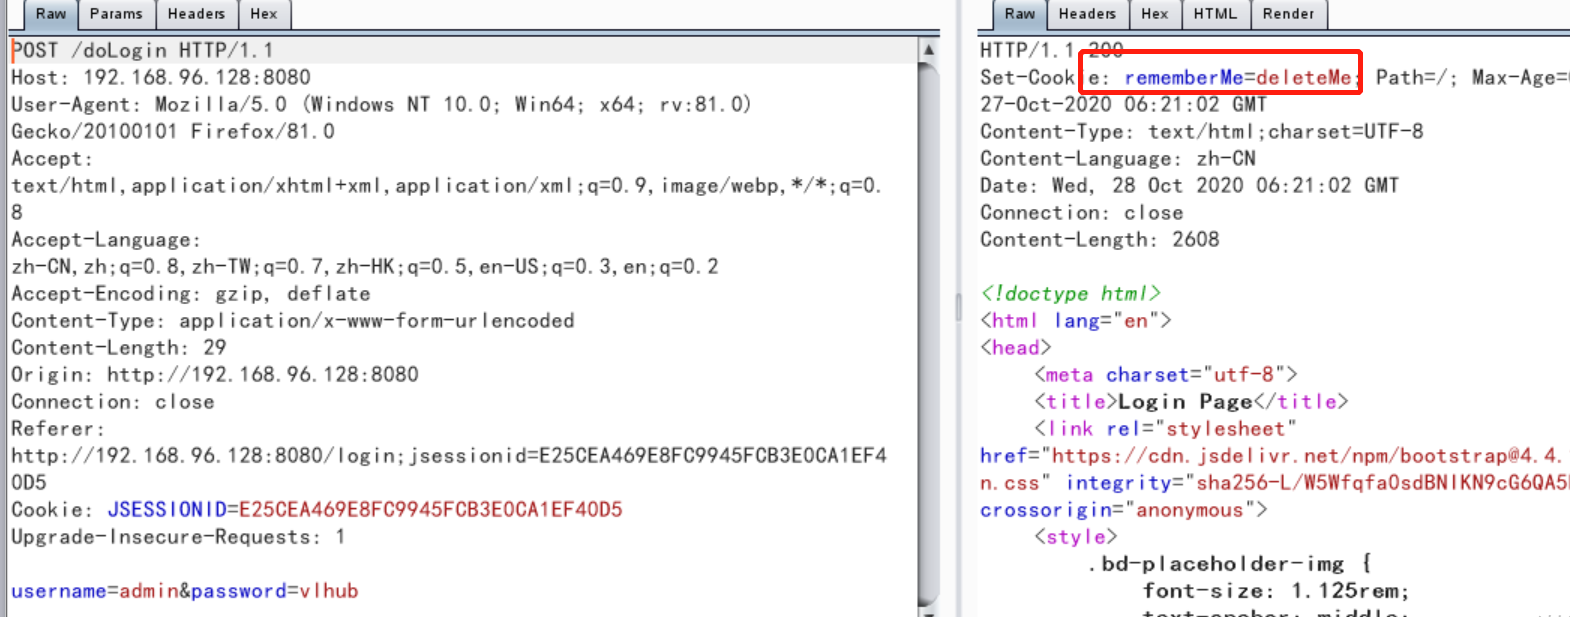 Raw Params Headers Hex
POST /doLogin HTTP/1.1
Host: 192.168.96.128:8080
User-Agent: Mozilla/5.0 (Windows NT 10.0; Win64; x64; rv:81.0)
Gecko/20100101 Firefox/81.0
Accept:
text/html,application/xhtml+xml,application/xml;q=0.9,image/webp,*/*;q=0.
8
Accept-Language:
zh-CN,zh;q=0.8,zh-TW;q=0.7,zh-HK;q=0.5,en-US;q=0.3,en;q=0.2
Accept-Encoding: gzip, deflate
Content-Type: application/x-www-form-urlencoded
Content-Length: 29
Origin: http://192.168.96.128:8080
Connection: close
Referer:
http://192.168.96.128:8080/login;jsessionid=E25CEA469E8FC9945FCB3E0CA1EF4
0D5
Cookie: JSESSIONID=E25CEA469E8FC9945FCB3E0CA1EF40D5
Upgrade-Insecure-Requests: 1
username=admin&password=vlhub
Raw Headers Hex HTML Render
HTTP/1.1 200
Set-Cookie: rememberMe=deleteMe; Path=/; Max-Age=
27-Oct-2020 06:21:02 GMT
Content-Type: text/html;charset=UTF-8
Content-Language: zh-CN
Date: Wed, 28 Oct 2020 06:21:02 GMT
Connection: close
Content-Length: 2608
<!doctype html>
<html lang="en">
<head>
<meta charset="utf-8">
<title>Login Page</title>
<link rel="stylesheet"
href="https://cdn.jsdelivr.net/npm/bootstrap@4.4.
n.css" integrity="sha256-L/W5Wfqfa0sdBNIKN9cG6QA5
crossorigin="anonymous">
<style>
.bd-placeholder-img {
font-size: 1.125rem;
text-anchor: middle;